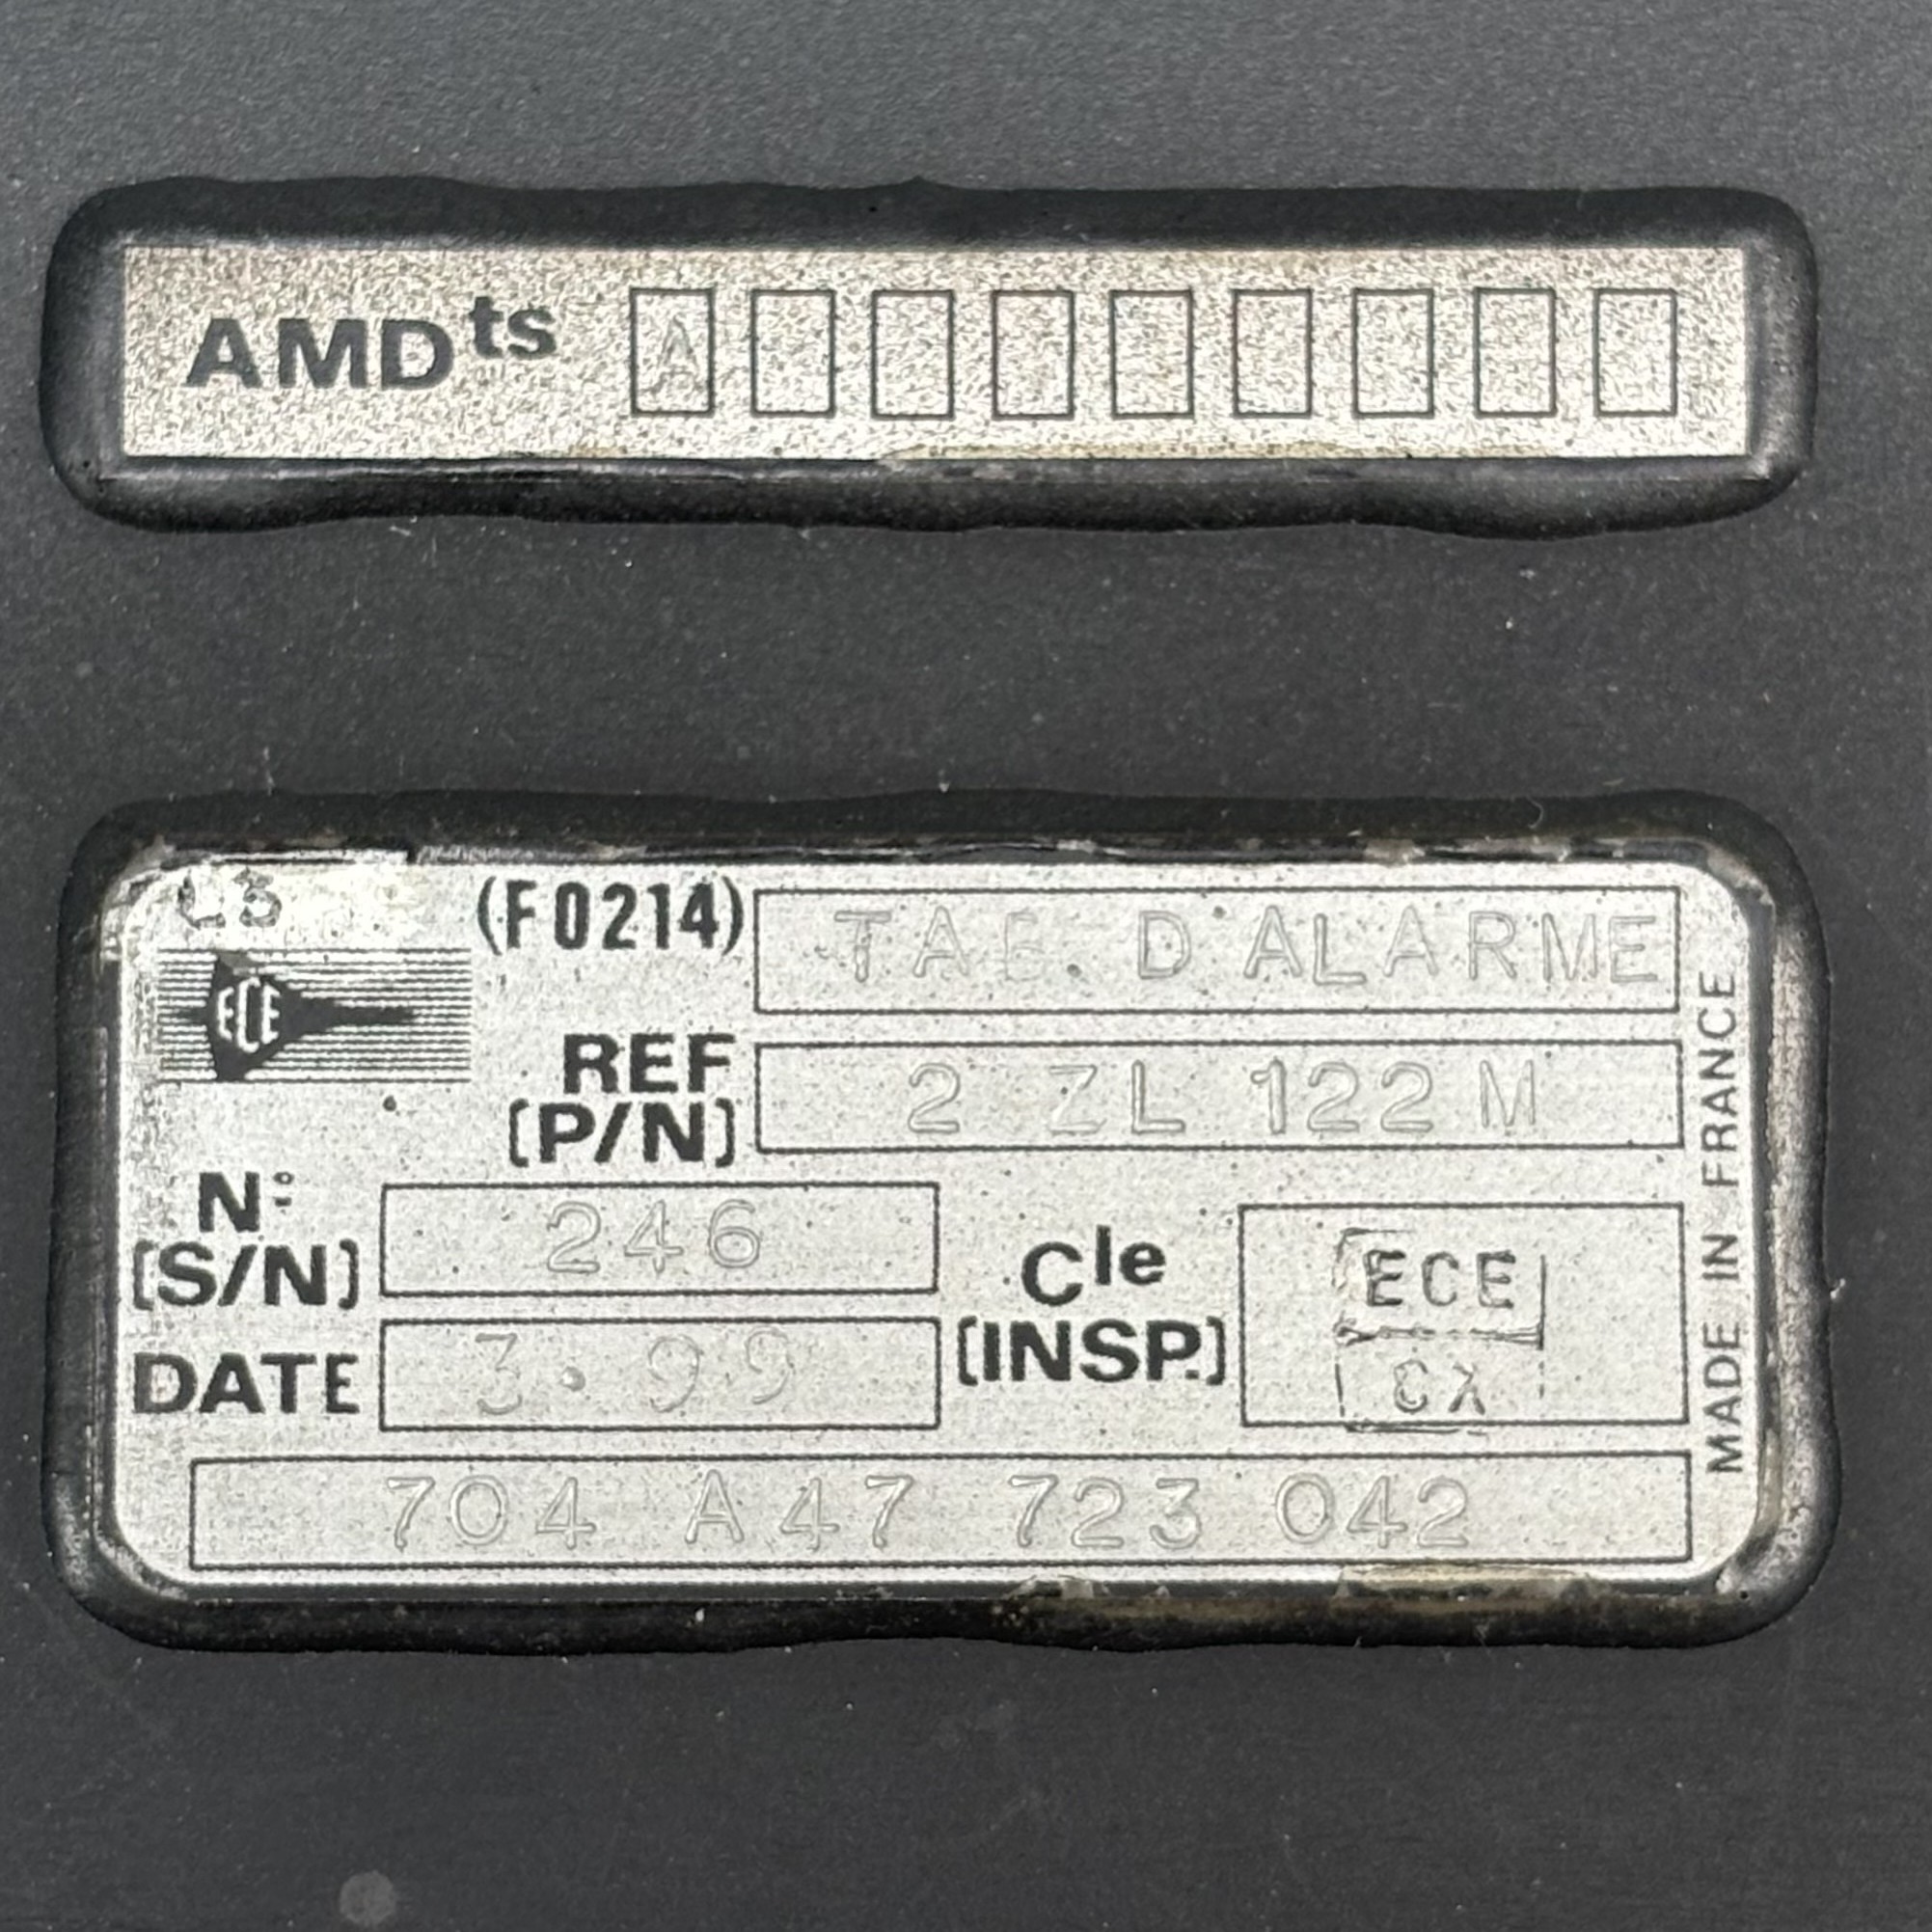 AMDts A
(F0214) TAB. D ALARME
ECE
REF
(P/N) 2 ZL 122 M
N°
(S/N) 246
Cle
(INSP.) ECE
DATE 3.99
704 A47 723 042
MADE IN FRANCE